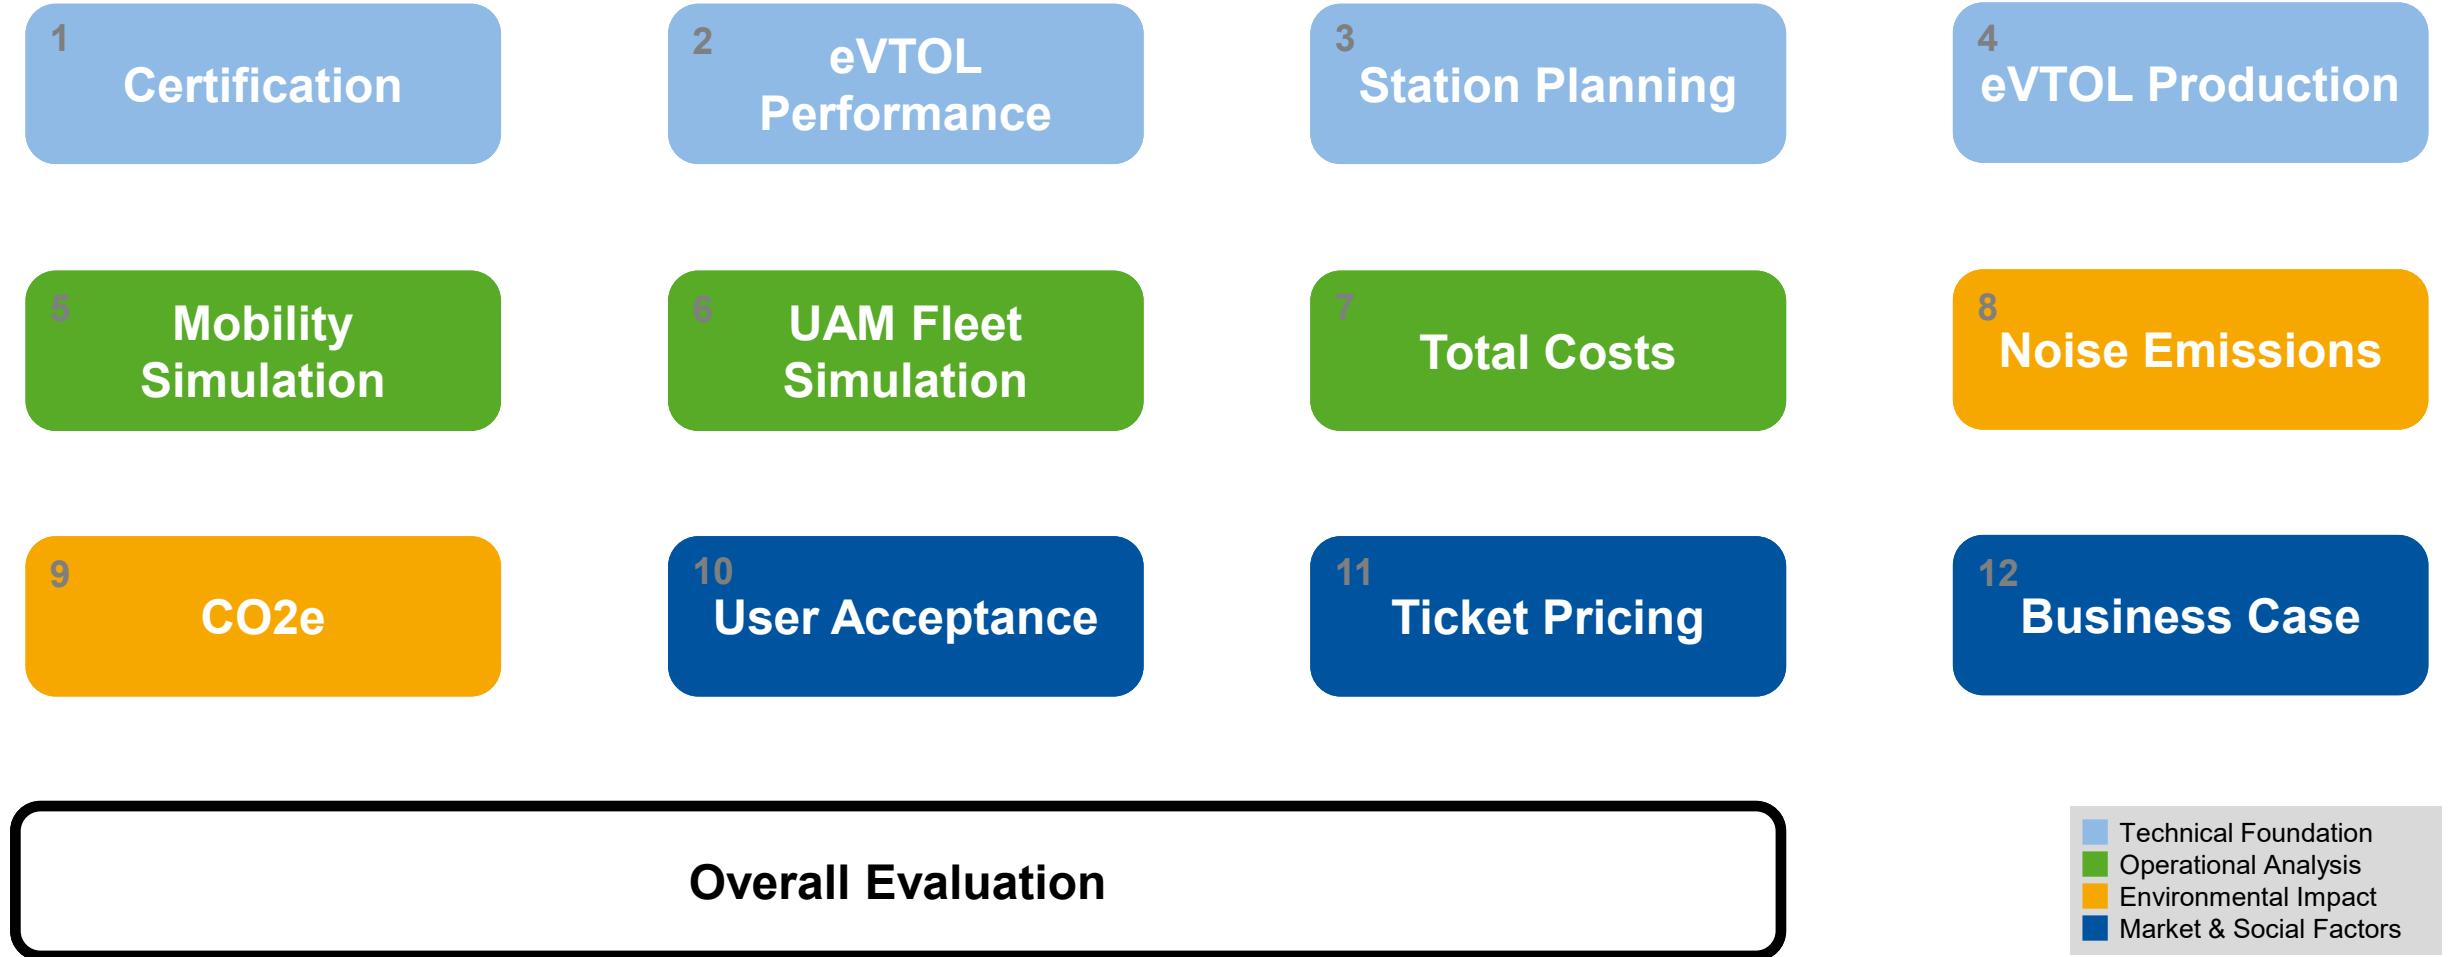 1
Certification
2
eVTOL
Performance
3
Station Planning
4
eVTOL Production
5
Mobility
Simulation
6
UAM Fleet
Simulation
7
Total Costs
8
Noise Emissions
9
CO2e
10
User Acceptance
11
Ticket Pricing
12
Business Case
Overall Evaluation
Technical Foundation
Operational Analysis
Environmental Impact
Market & Social Factors